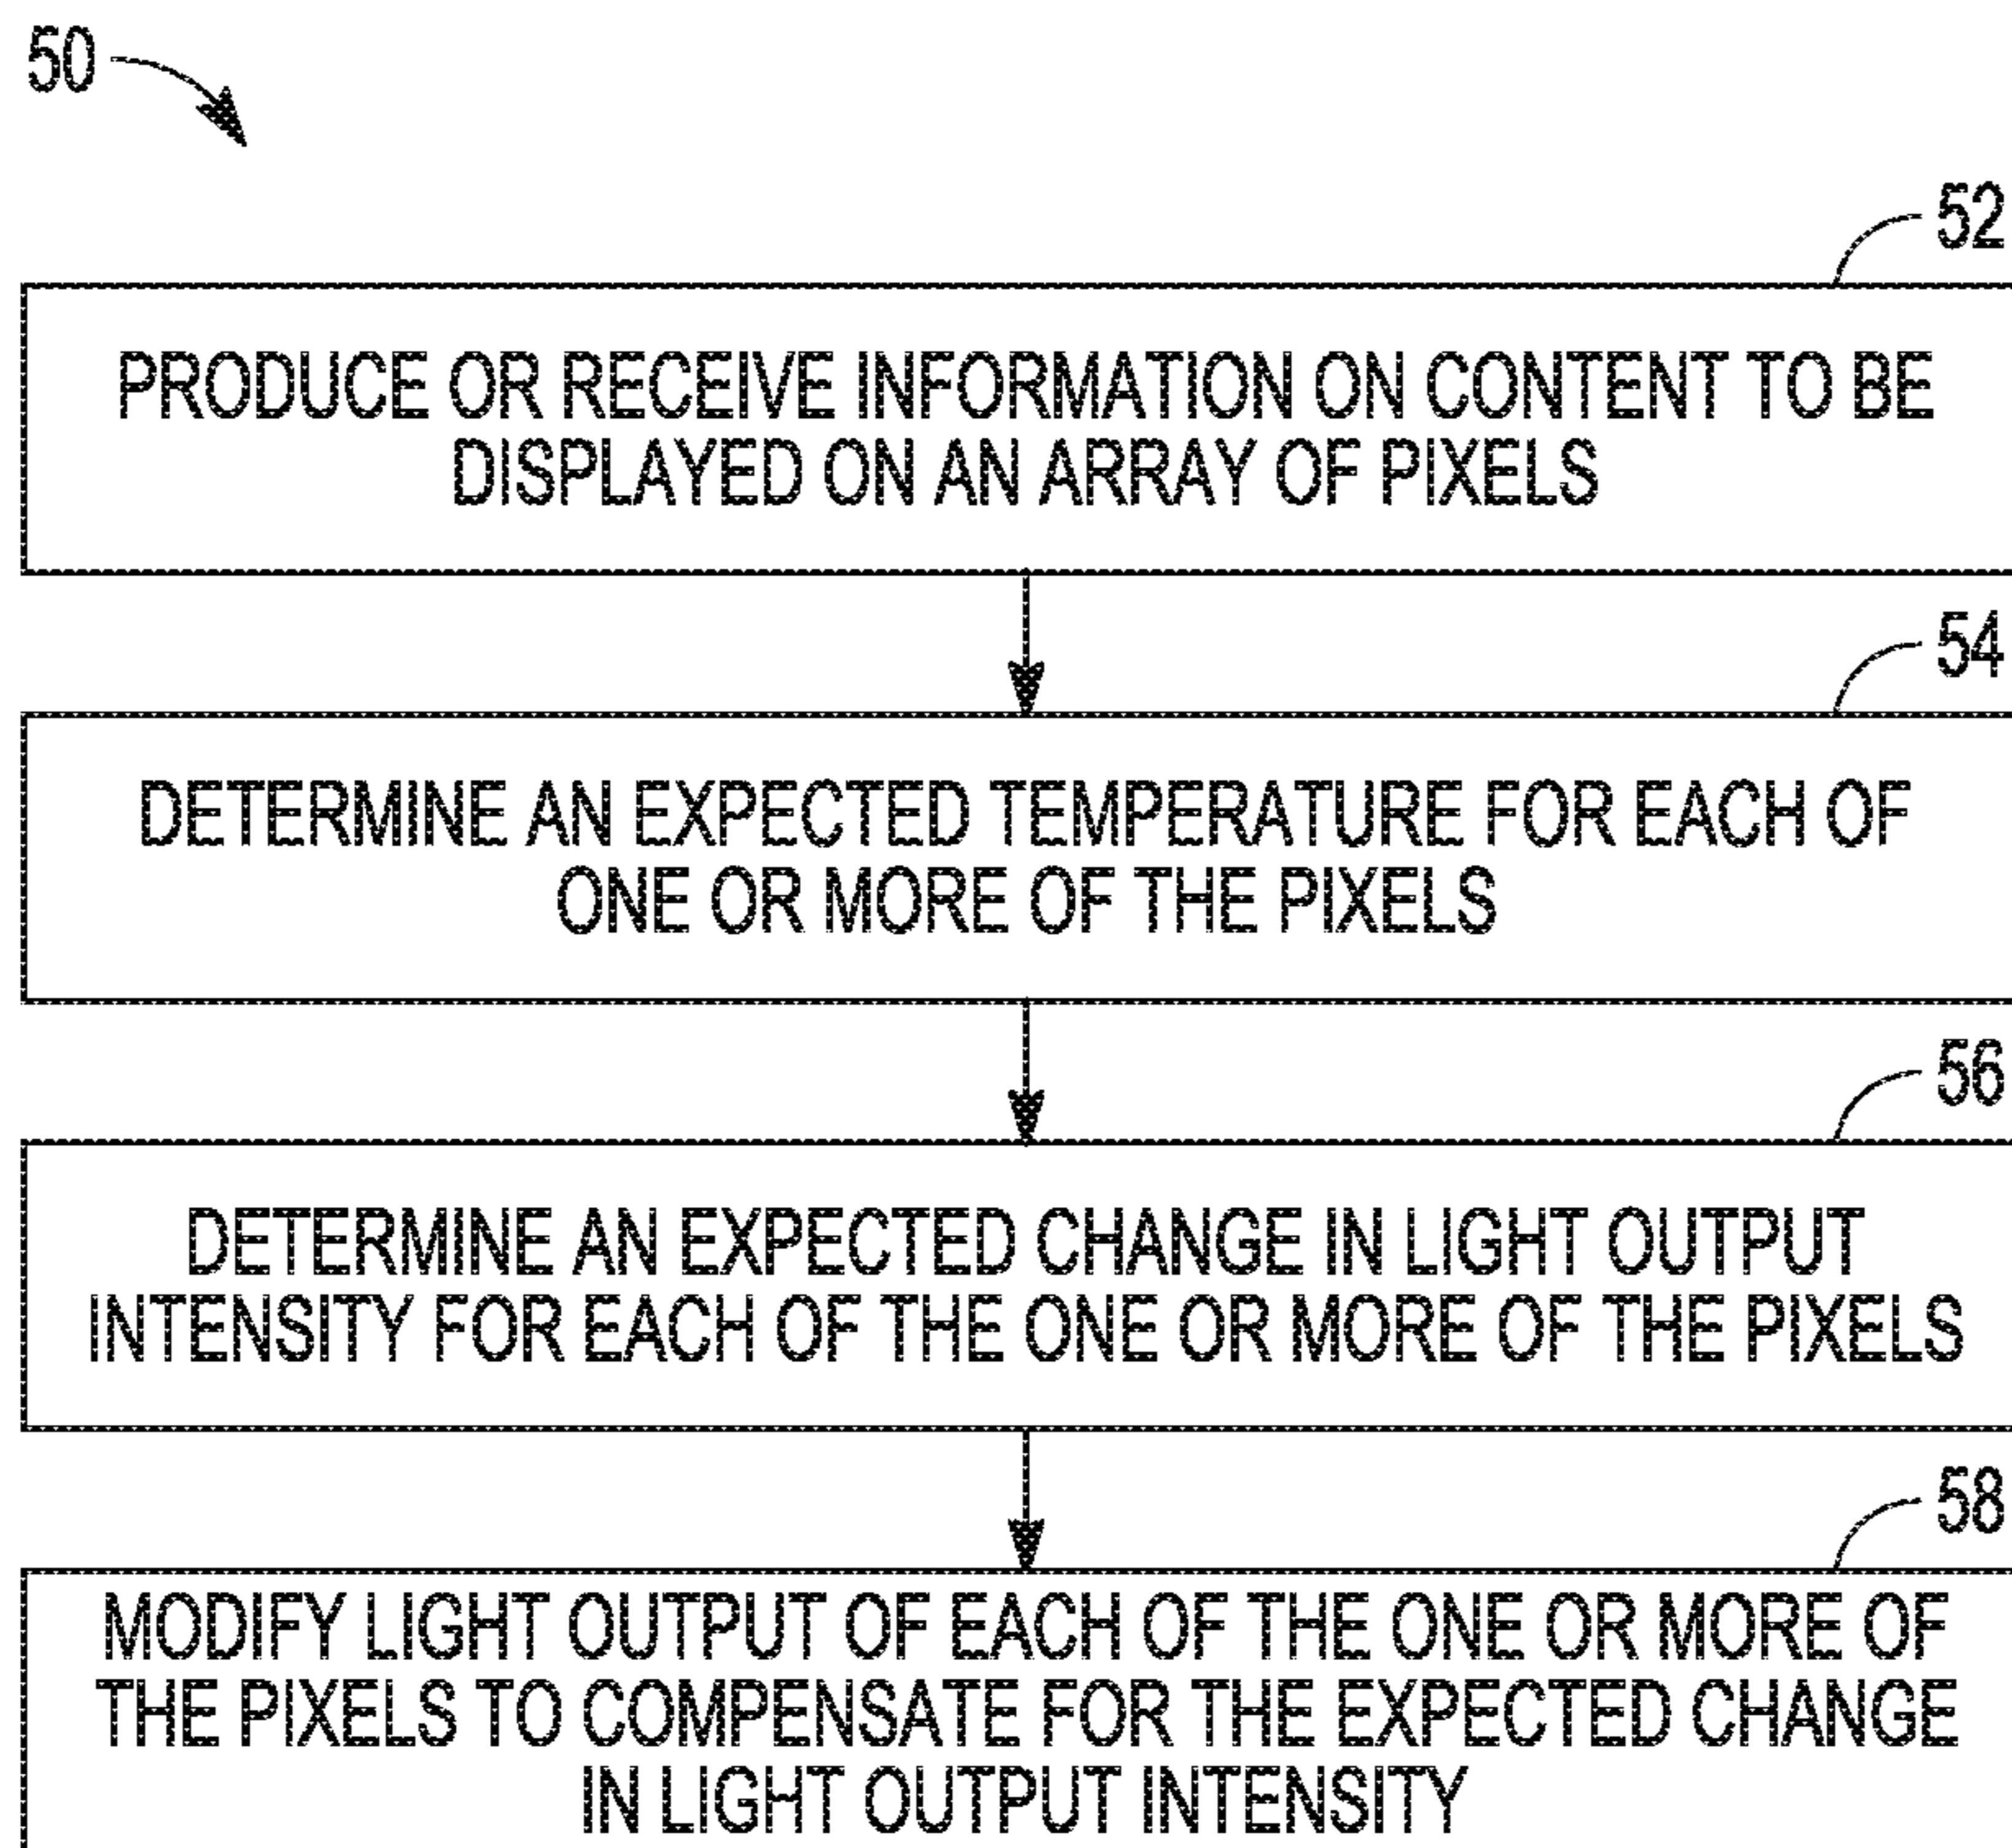 50
52
PRODUCE OR RECEIVE INFORMATION ON CONTENT TO BE
DISPLAYED ON AN ARRAY OF PIXELS
54
DETERMINE AN EXPECTED TEMPERATURE FOR EACH OF
ONE OR MORE OF THE PIXELS
56
DETERMINE AN EXPECTED CHANGE IN LIGHT OUTPUT
INTENSITY FOR EACH OF THE ONE OR MORE OF THE PIXELS
58
MODIFY LIGHT OUTPUT OF EACH OF THE ONE OR MORE OF
THE PIXELS TO COMPENSATE FOR THE EXPECTED CHANGE
IN LIGHT OUTPUT INTENSITY